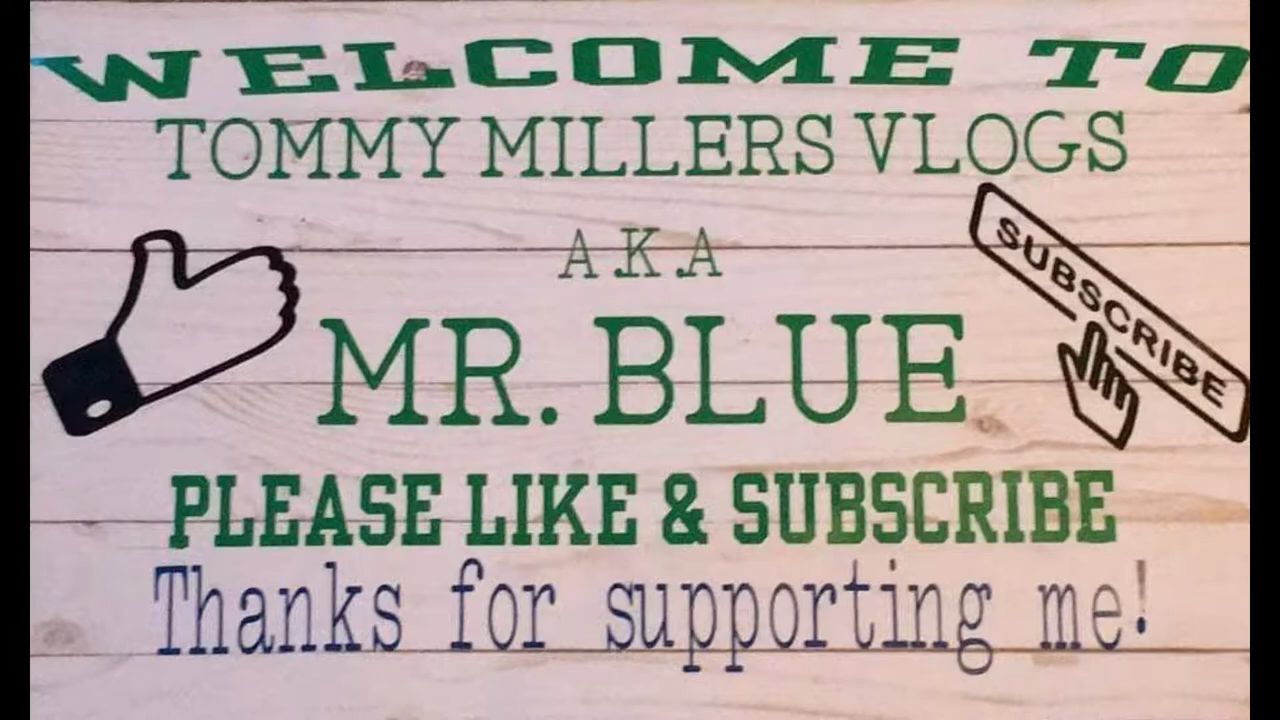 WELCOME TO
TOMMY MILLERS VLOGS
A.K.A
SUBSCRIBE
MR. BLUE
PLEASE LIKE & SUBSCRIBE
Thanks for supporting me!